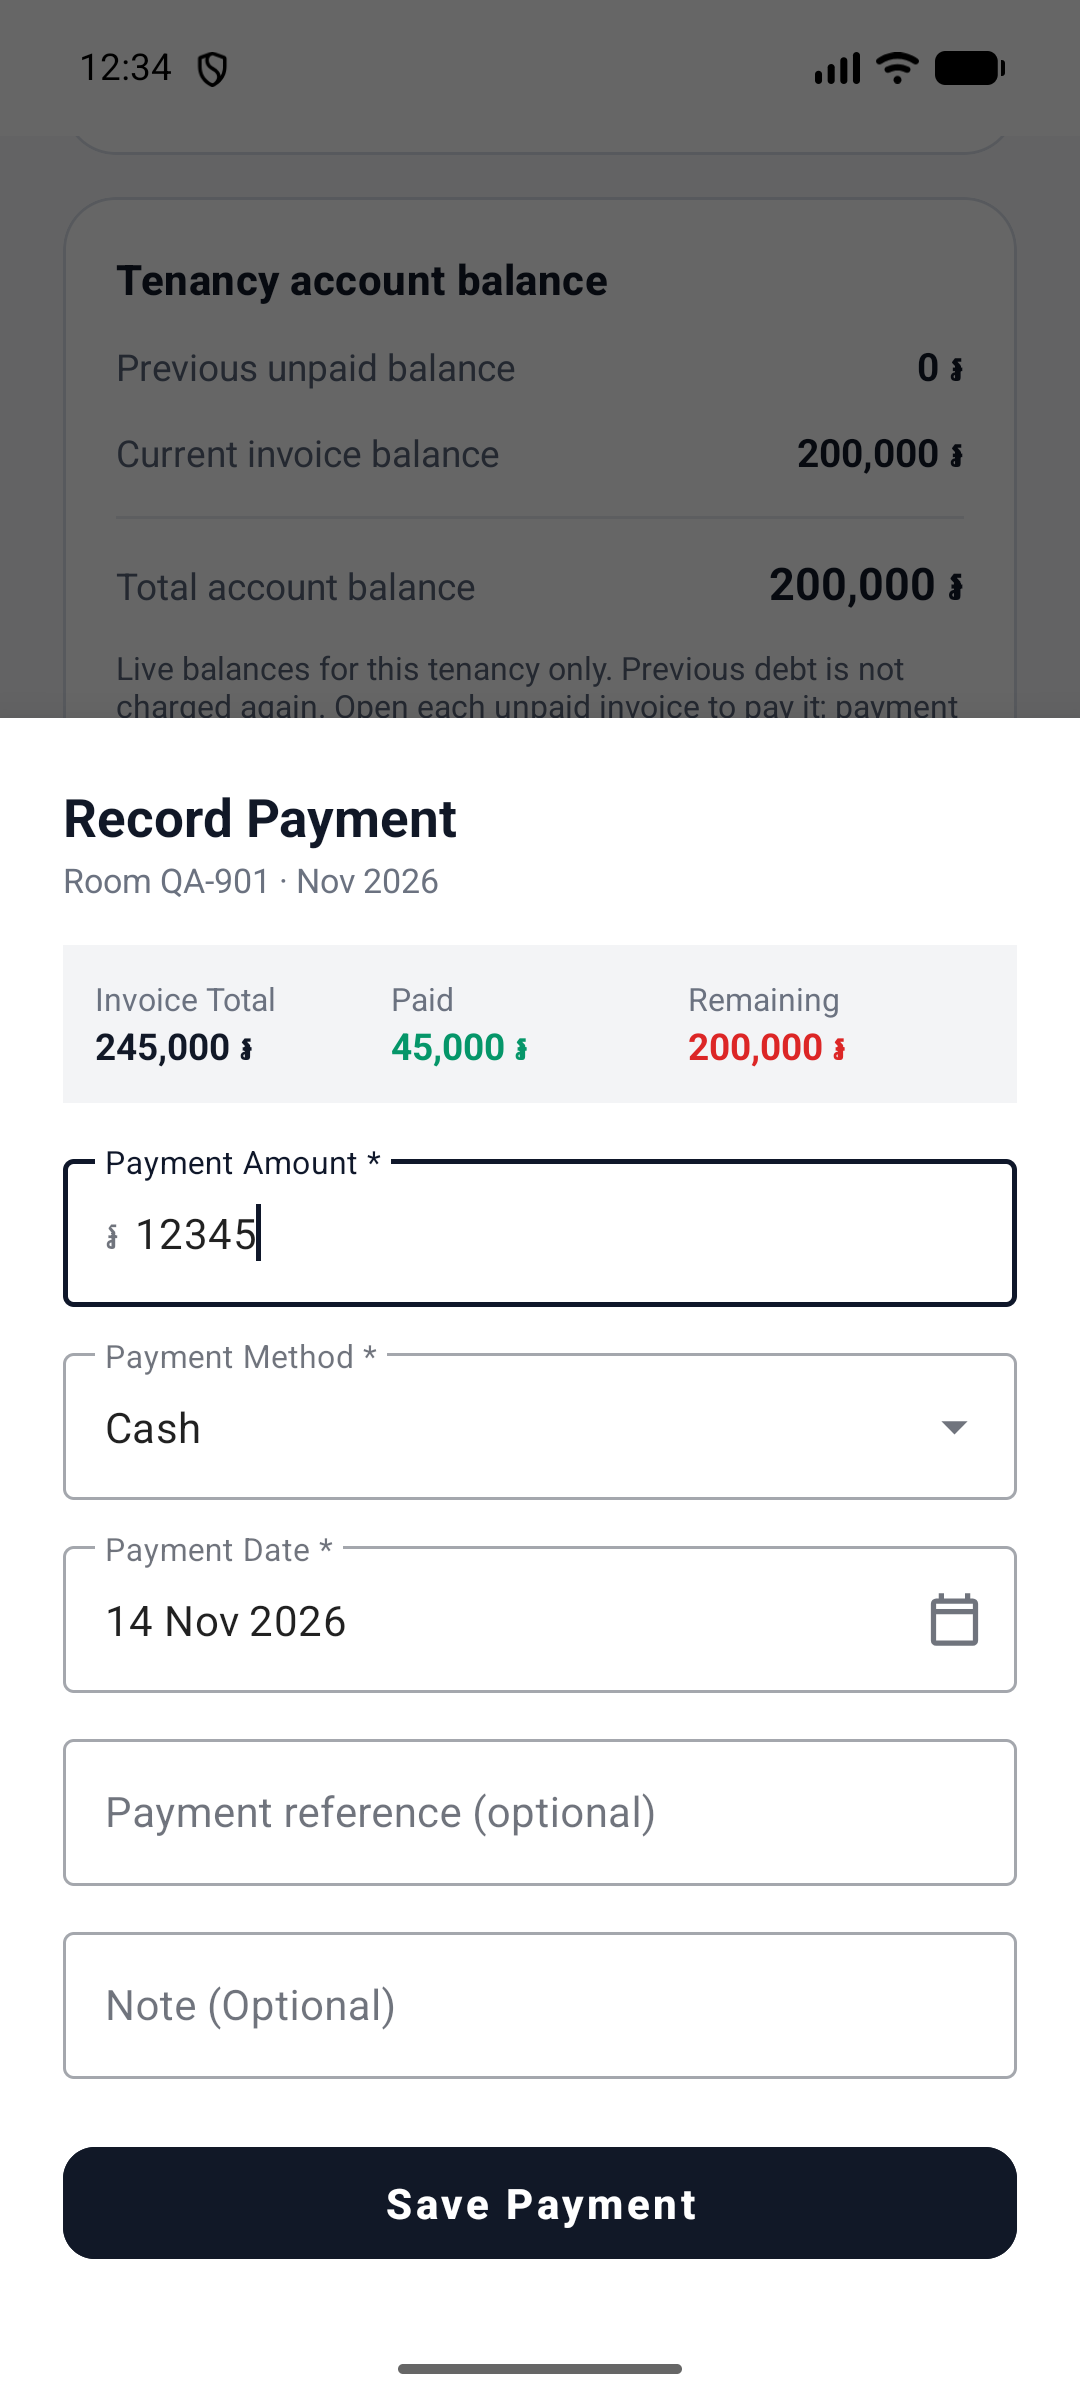 12:34
Tenancy account balance
Previous unpaid balance 0 ៛
Current invoice balance 200,000 ៛
Total account balance 200,000 ៛
Live balances for this tenancy only. Previous debt is not
charged again. Open each unpaid invoice to pay it; payment
Record Payment
Room QA-901 · Nov 2026
Invoice Total Paid Remaining
245,000 ៛ 45,000 ៛ 200,000 ៛
Payment Amount *
៛ 12345
Payment Method *
Cash
Payment Date *
14 Nov 2026
Payment reference (optional)
Note (Optional)
Save Payment